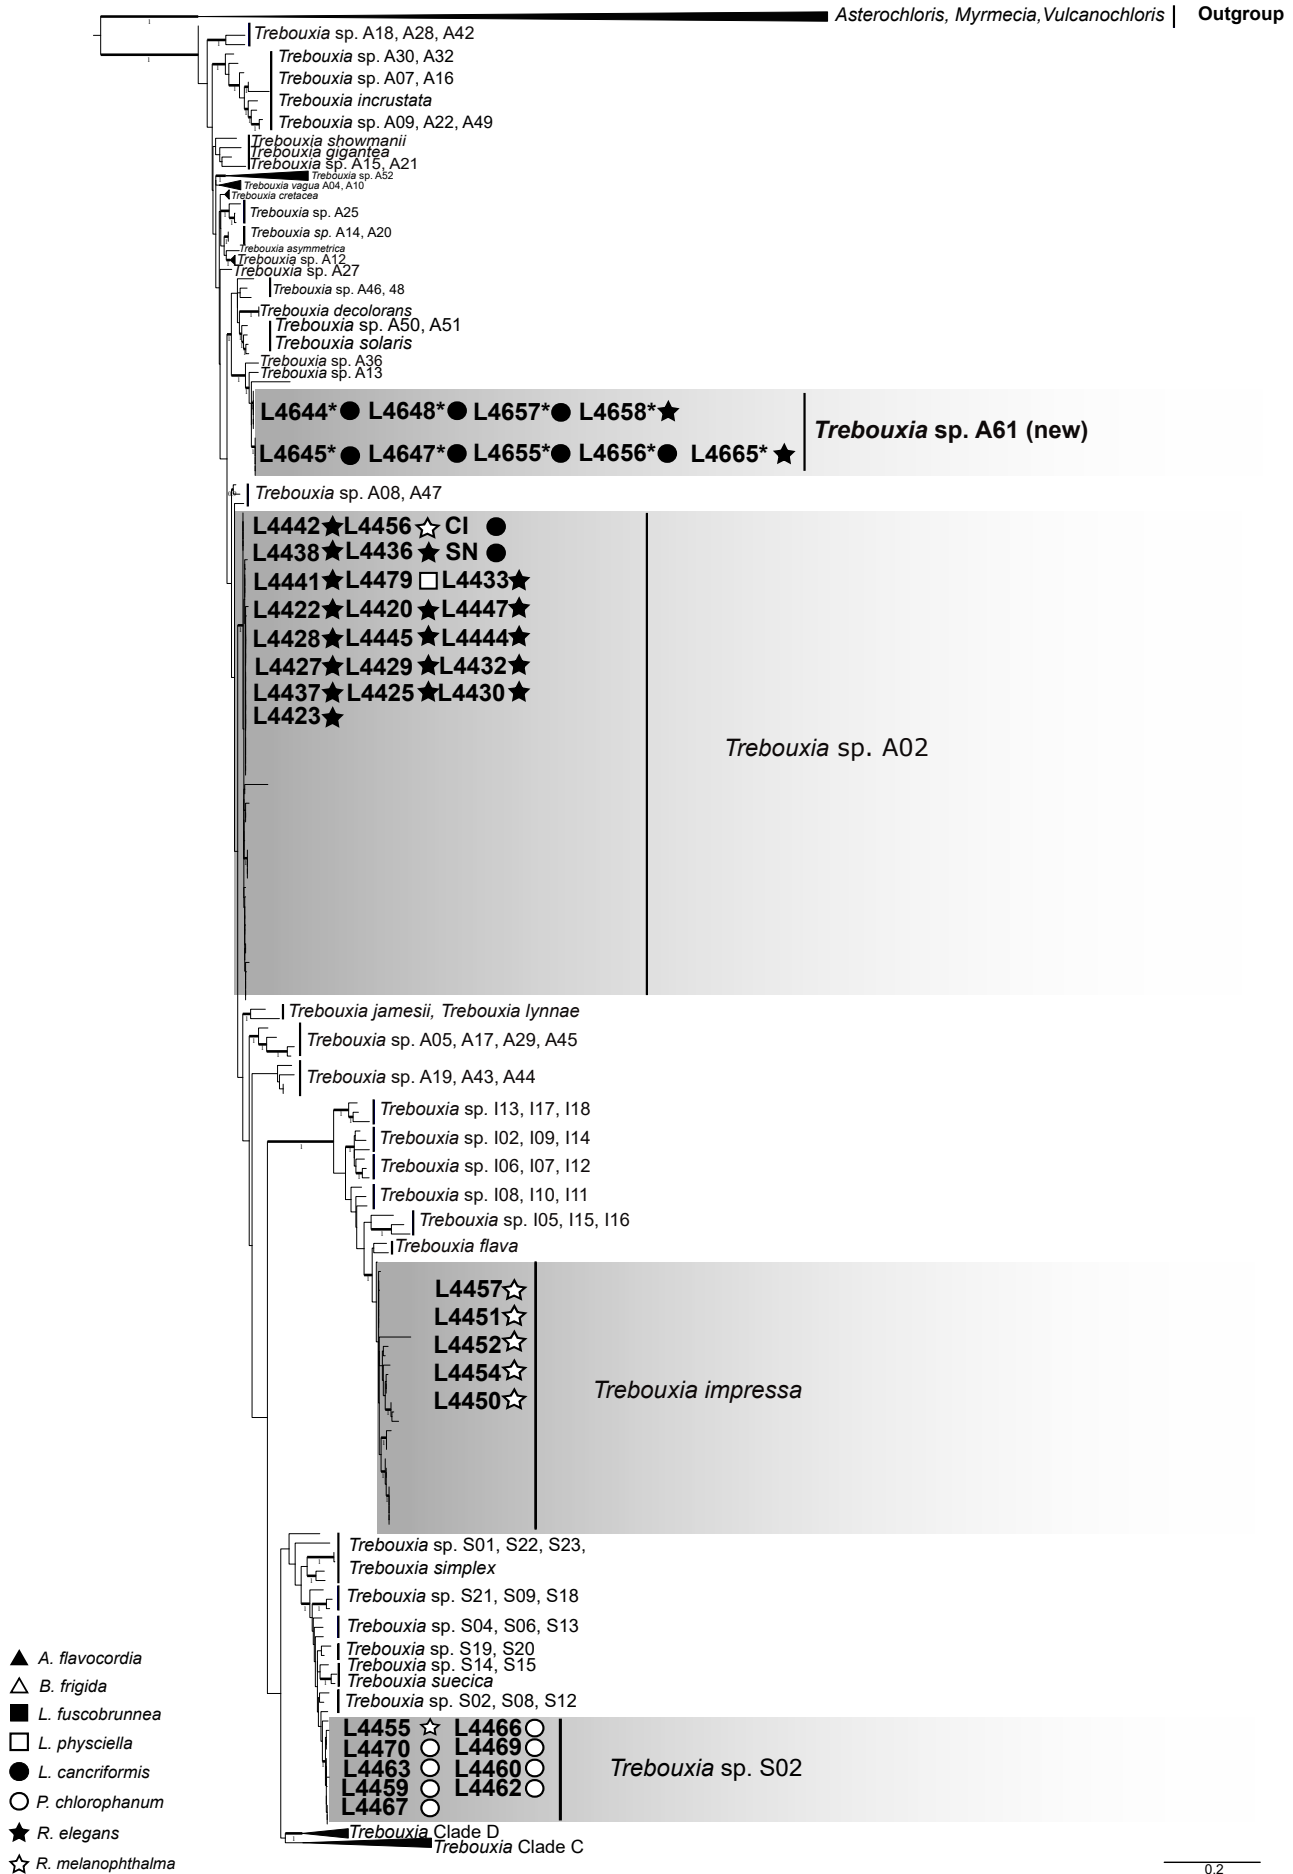 Asterochloris, Myrmecia,Vulcanochloris Outgroup
Trebouxia sp. A18, A28, A42
Trebouxia sp. A30, A32
Trebouxia sp. A07, A16
Trebouxia incrustata
Trebouxia sp. A09, A22, A49
Trebouxia showmanii
Trebouxia gigantea
Trebouxia sp. A15, A21
Trebouxia sp. A52
Trebouxia vagua A04, A10
Trebouxia cretacea
Trebouxia sp. A25
Trebouxia sp. A14, A20
Trebouxia asymmetrica
Trebouxia sp. A12
Trebouxia sp. A27
Trebouxia sp. A46, 48
Trebouxia decolorans
Trebouxia sp. A50, A51
Trebouxia solaris
Trebouxia sp. A36
Trebouxia sp. A13
L4644* L4648* L4657* L4658*
Trebouxia sp. A61 (new)
L4645* L4647* L4655* L4656* L4665*
Trebouxia sp. A08, A47
L4442 L4456 CI
L4438 L4436 SN
L4441 L4479 L4433
L4422 L4420 L4447
L4428 L4445 L4444
L4427 L4429 L4432
L4437 L4425 L4430
L4423
Trebouxia sp. A02
Trebouxia jamesii, Trebouxia lynnae
Trebouxia sp. A05, A17, A29, A45
Trebouxia sp. A19, A43, A44
Trebouxia sp. I13, I17, I18
Trebouxia sp. I02, I09, I14
Trebouxia sp. I06, I07, I12
Trebouxia sp. I08, I10, I11
Trebouxia sp. I05, I15, I16
Trebouxia flava
L4457
L4451
L4452
L4454
L4450
Trebouxia impressa
Trebouxia sp. S01, S22, S23,
Trebouxia simplex
Trebouxia sp. S21, S09, S18
Trebouxia sp. S04, S06, S13
Trebouxia sp. S19, S20
Trebouxia sp. S14, S15
Trebouxia suecica
Trebouxia sp. S02, S08, S12
L4455 L4466
L4470 L4469
L4463 L4460
L4459 L4462
L4467
Trebouxia sp. S02
Trebouxia Clade D
Trebouxia Clade C
A. flavocordia
B. frigida
L. fuscobrunnea
L. physciella
L. cancriformis
P. chlorophanum
R. elegans
R. melanophthalma
0.2